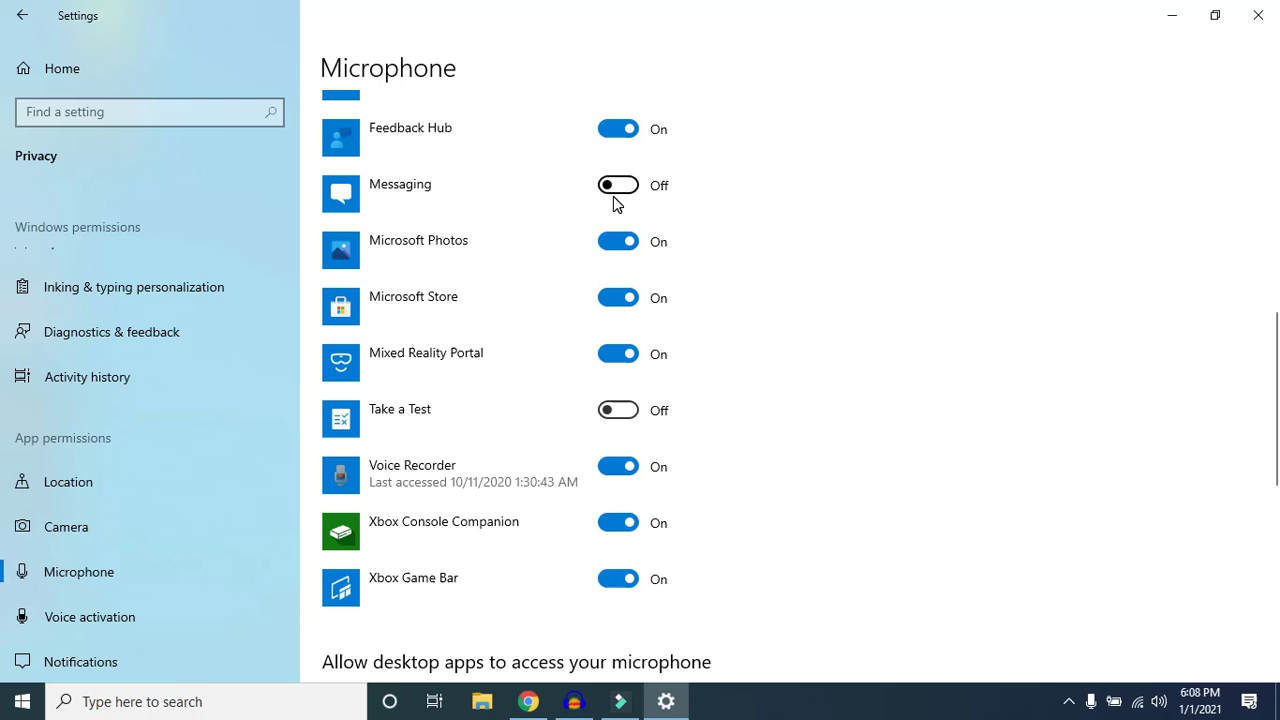 Settings
Home
Find a setting
Privacy
Windows permissions
Inking & typing personalization
Diagnostics & feedback
Activity history
App permissions
Location
Camera
Microphone
Voice activation
Notifications
Microphone
Feedback Hub On
Messaging Off
Microsoft Photos On
Microsoft Store On
Mixed Reality Portal On
Take a Test Off
Voice Recorder On
Last accessed 10/11/2020 1:30:43 AM
Xbox Console Companion On
Xbox Game Bar On
Allow desktop apps to access your microphone
Type here to search
6:08 PM
1/1/2021